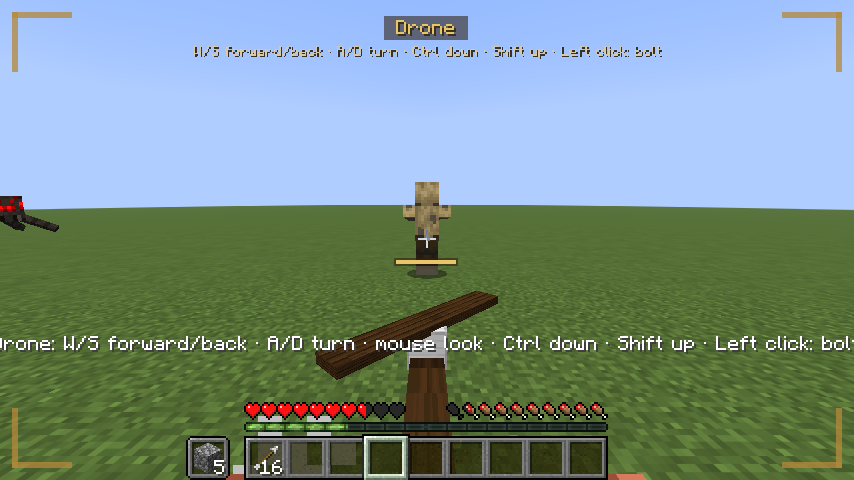 Drone
W/S forward/back · A/D turn · Ctrl down · Shift up · Left click: bolt
Drone: W/S forward/back · A/D turn · mouse look · Ctrl down · Shift up · Left click: bolt
5
16